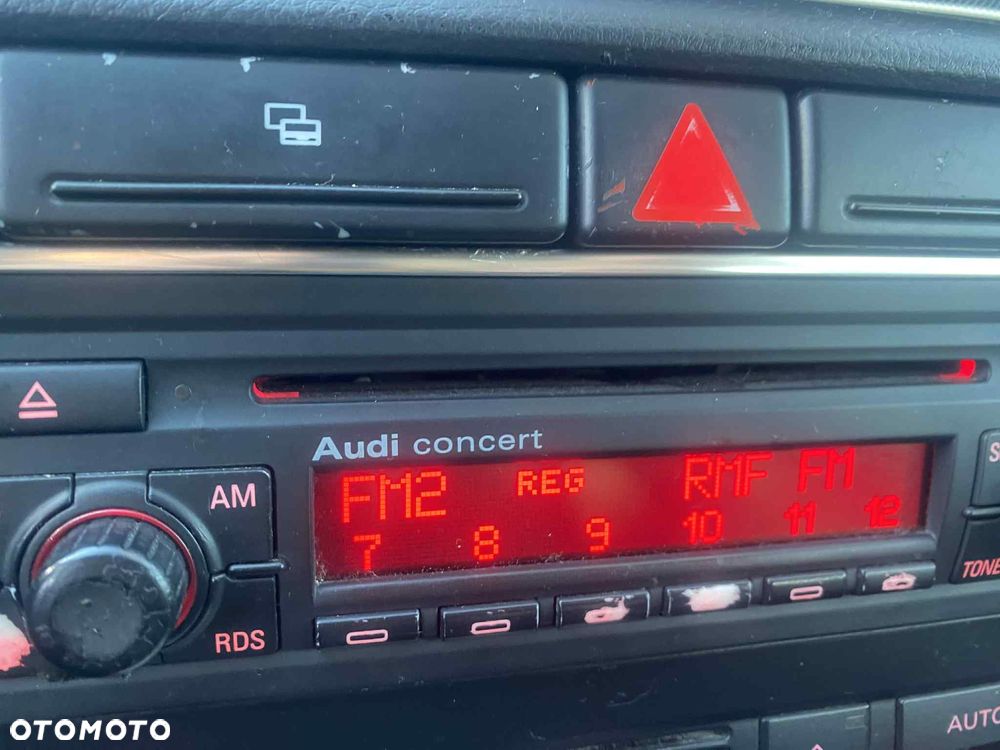 Audi concert
FM2 REG RMF FM
7 8 9 10 11 12
AM
RDS
TONE
AUTO
OTOMOTO